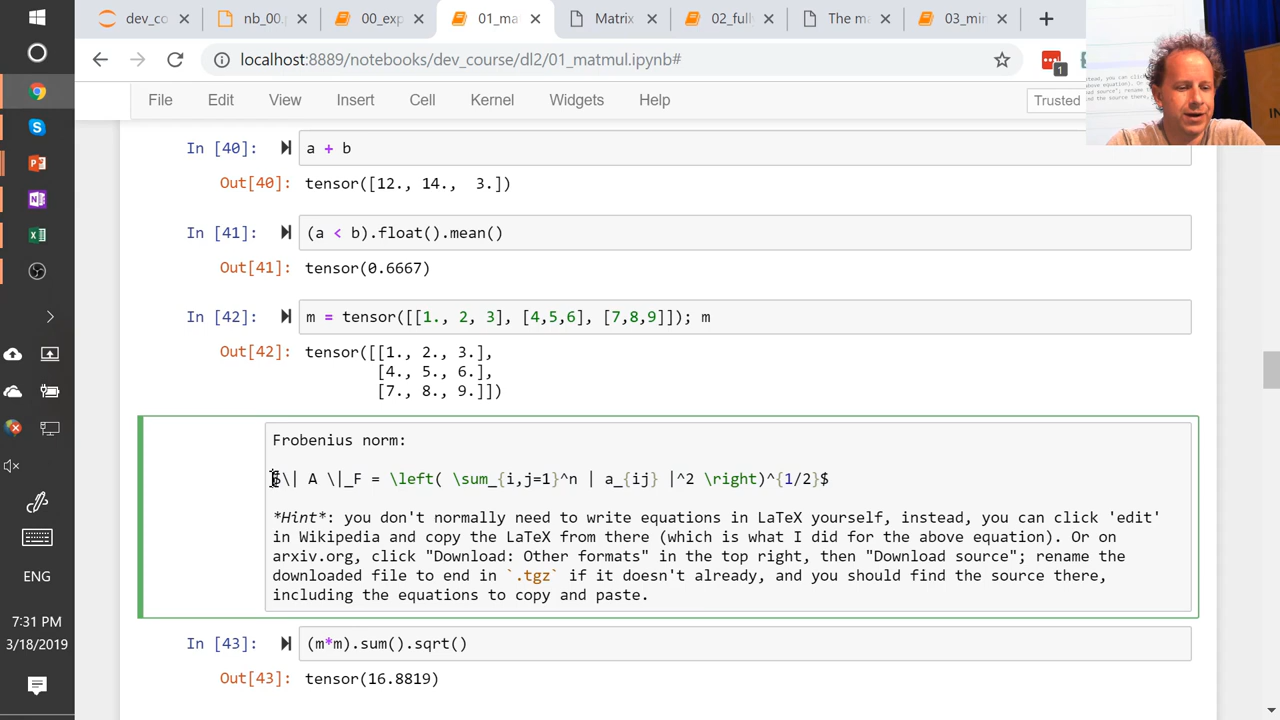 dev_co
nb_00.
00_exp
01_mat
Matrix
02_fully
The ma
03_min
localhost:8889/notebooks/dev_course/dl2/01_matmul.ipynb#
1
File Edit View Insert Cell Kernel Widgets Help
Trusted
In [40]: a + b
Out[40]: tensor([12., 14., 3.])
In [41]: (a < b).float().mean()
Out[41]: tensor(0.6667)
In [42]: m = tensor([[1., 2, 3], [4,5,6], [7,8,9]]); m
Out[42]: tensor([[1., 2., 3.],
[4., 5., 6.],
[7., 8., 9.]])
Frobenius norm:
$\| A \|_F = \left( \sum_{i,j=1}^n | a_{ij} |^2 \right)^{1/2}$
*Hint*: you don't normally need to write equations in LaTeX yourself, instead, you can click 'edit'
in Wikipedia and copy the LaTeX from there (which is what I did for the above equation). Or on
arxiv.org, click "Download: Other formats" in the top right, then "Download source"; rename the
downloaded file to end in `.tgz` if it doesn't already, and you should find the source there,
including the equations to copy and paste.
In [43]: (m*m).sum().sqrt()
Out[43]: tensor(16.8819)
ENG
7:31 PM
3/18/2019